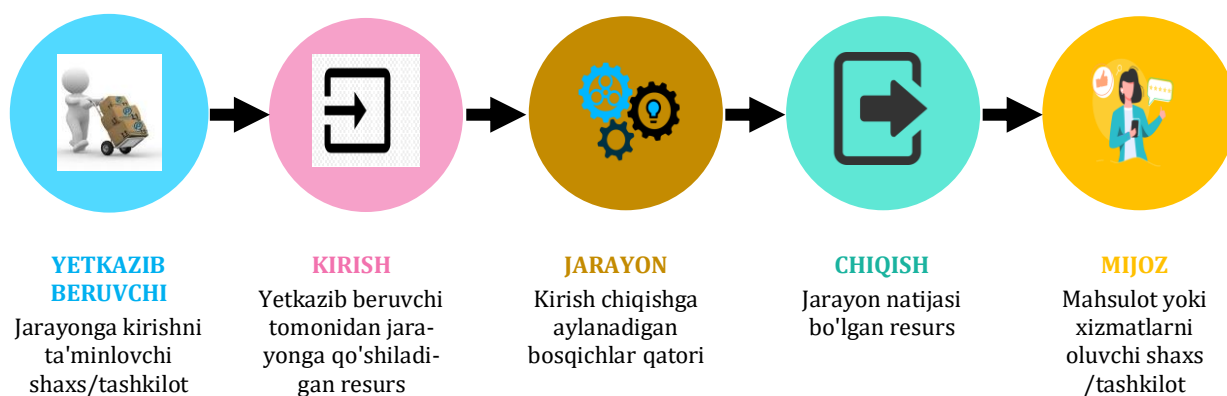 YETKAZIB
BERUVCHI
Jarayonga kirishni
ta'minlovchi
shaxs/tashkilot
KIRISH
Yetkazib beruvchi
tomonidan jara-
yonga qo'shiladi-
gan resurs
JARAYON
Kirish chiqishga
aylanadigan
bosqichlar qatori
CHIQISH
Jarayon natijasi
bo'lgan resurs
MIJOZ
Mahsulot yoki
xizmatlarni
oluvchi shaxs
/tashkilot